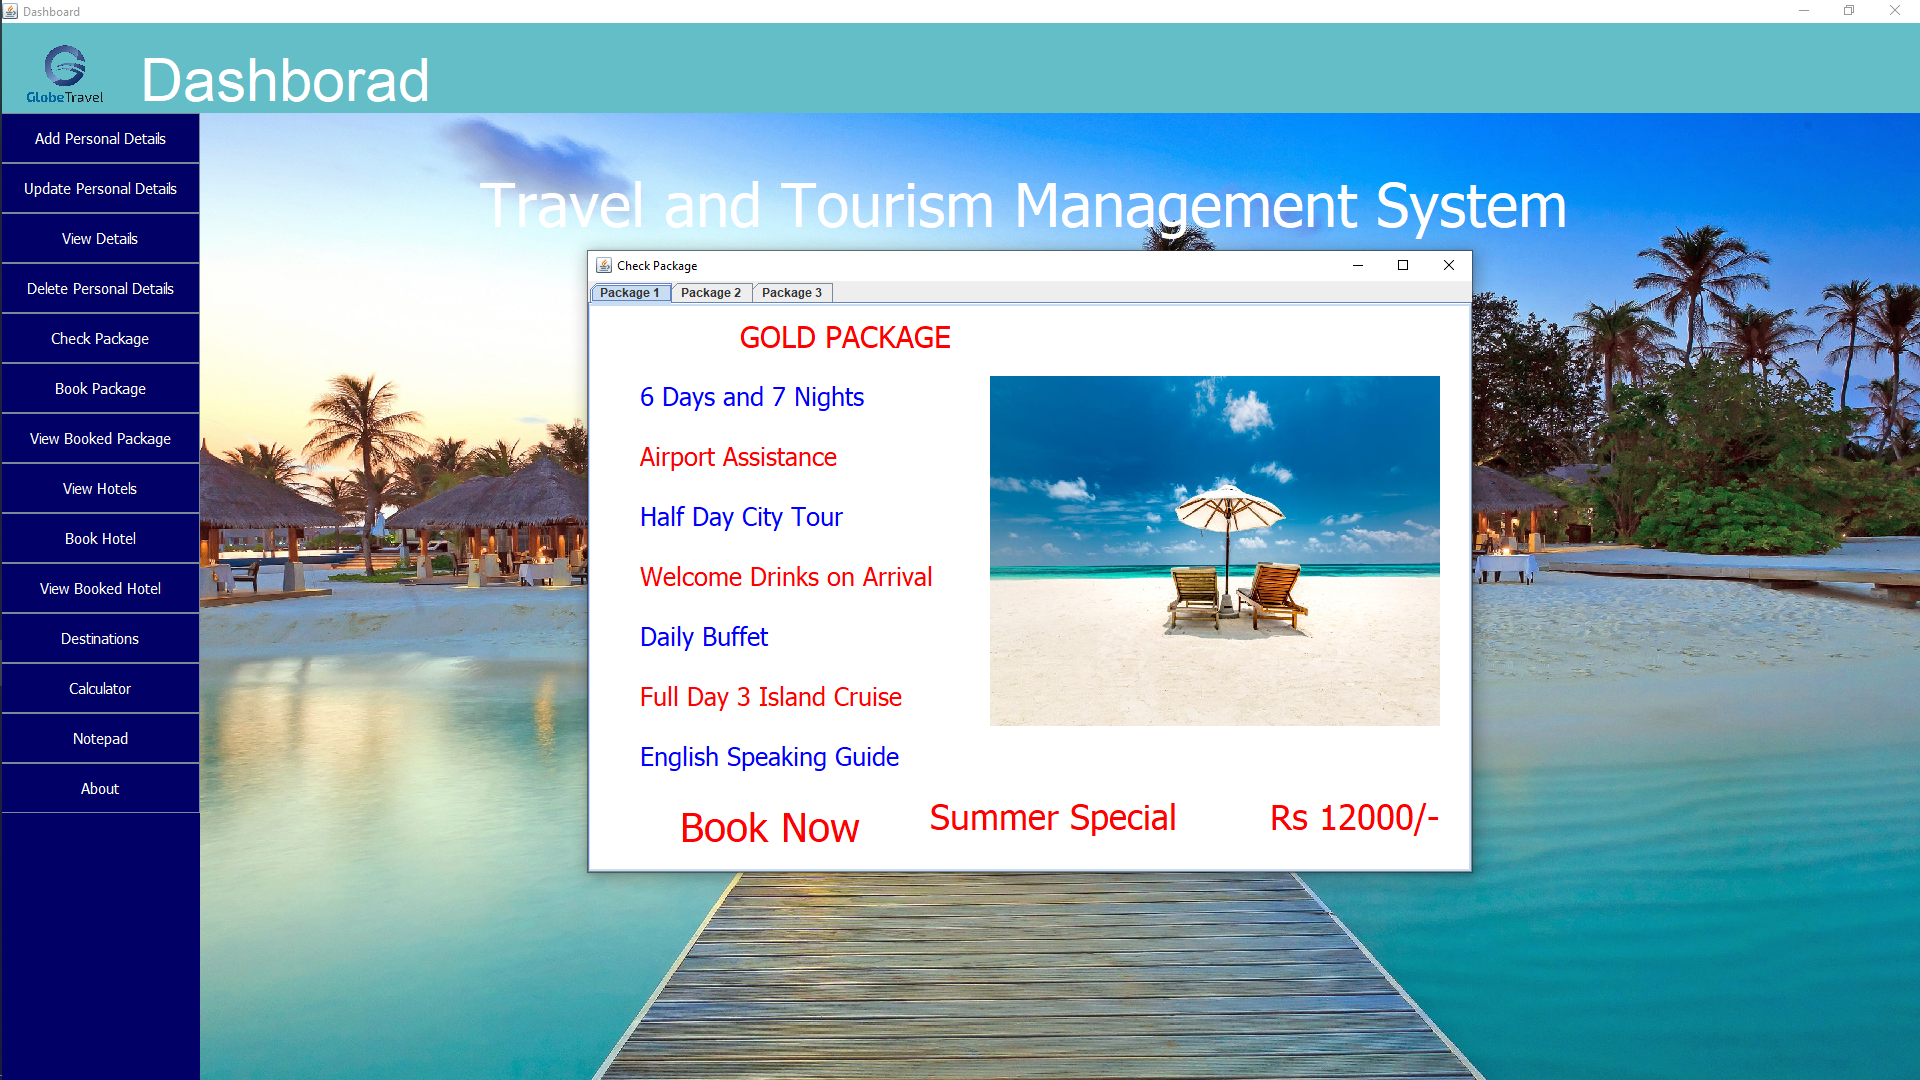 Dashboard
GlobeTravel
Dashborad
Add Personal Details
Update Personal Details
View Details
Delete Personal Details
Check Package
Book Package
View Booked Package
View Hotels
Book Hotel
View Booked Hotel
Destinations
Calculator
Notepad
About
Travel and Tourism Management System
Check Package
Package 1 Package 2 Package 3
GOLD PACKAGE
6 Days and 7 Nights
Airport Assistance
Half Day City Tour
Welcome Drinks on Arrival
Daily Buffet
Full Day 3 Island Cruise
English Speaking Guide
Book Now Summer Special Rs 12000/-